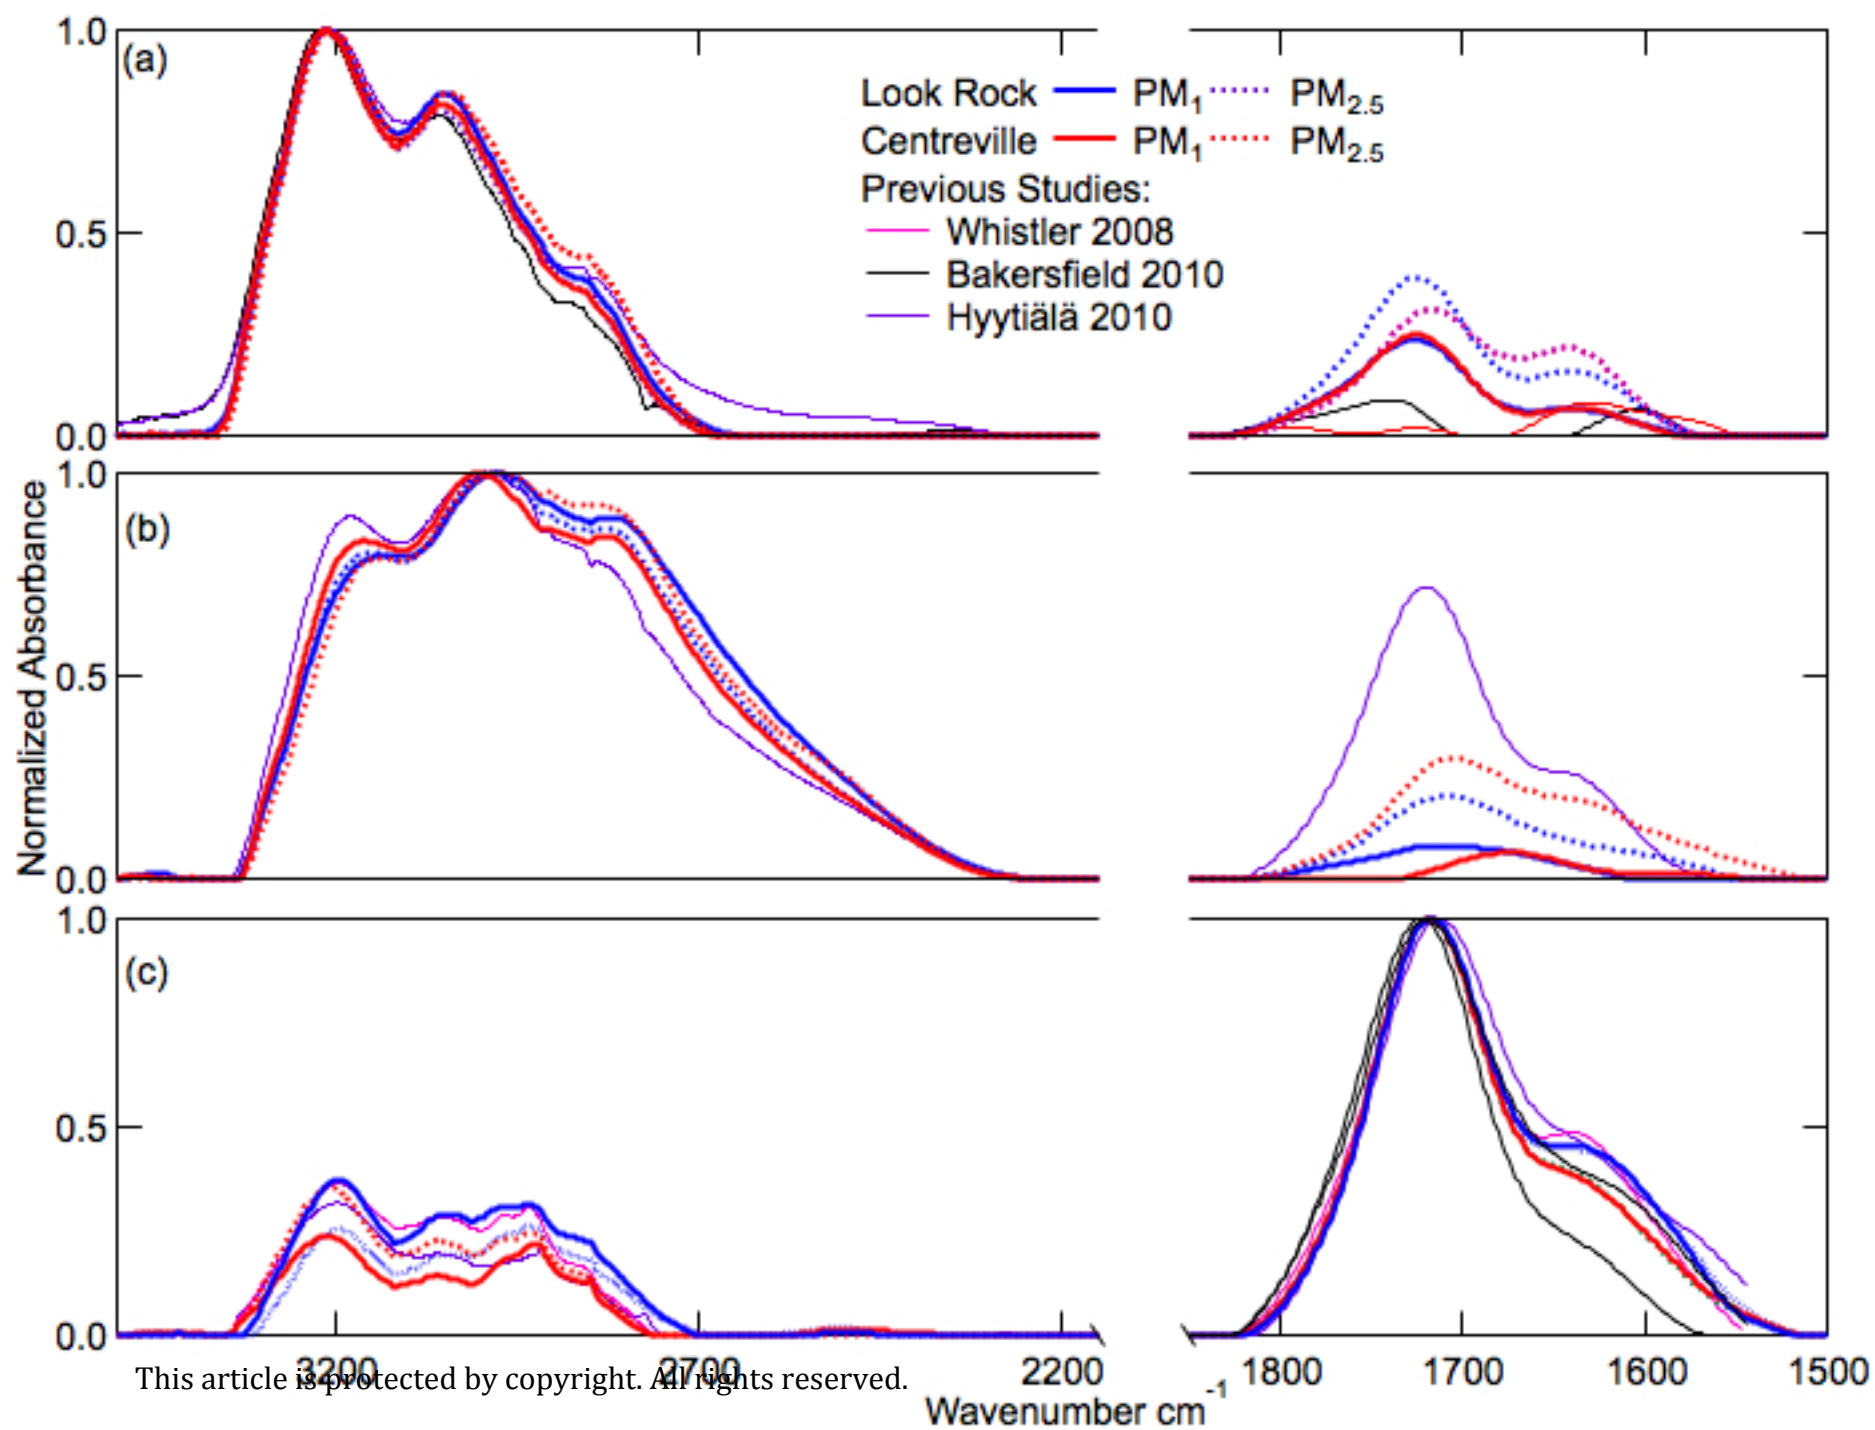 1.0
(a)
Look Rock PM1 PM2.5
Centreville PM1 PM2.5
Previous Studies:
0.5
Whistler 2008
Bakersfield 2010
Hyytiälä 2010
0.0
1.0
(b)
Normalized Absorbance
0.5
0.0
1.0
(c)
0.5
0.0
3200 2700 2200 1800 1700 1600 1500
This article is protected by copyright. All rights reserved.
Wavenumber cm-1